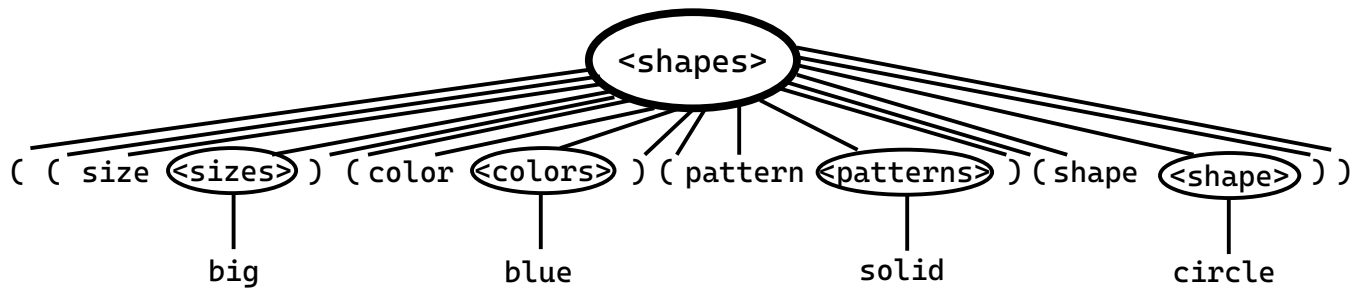 <shapes>
( ( size <sizes> ) ( color <colors> ) ( pattern <patterns> ) ( shape <shape> ) )
big blue solid circle